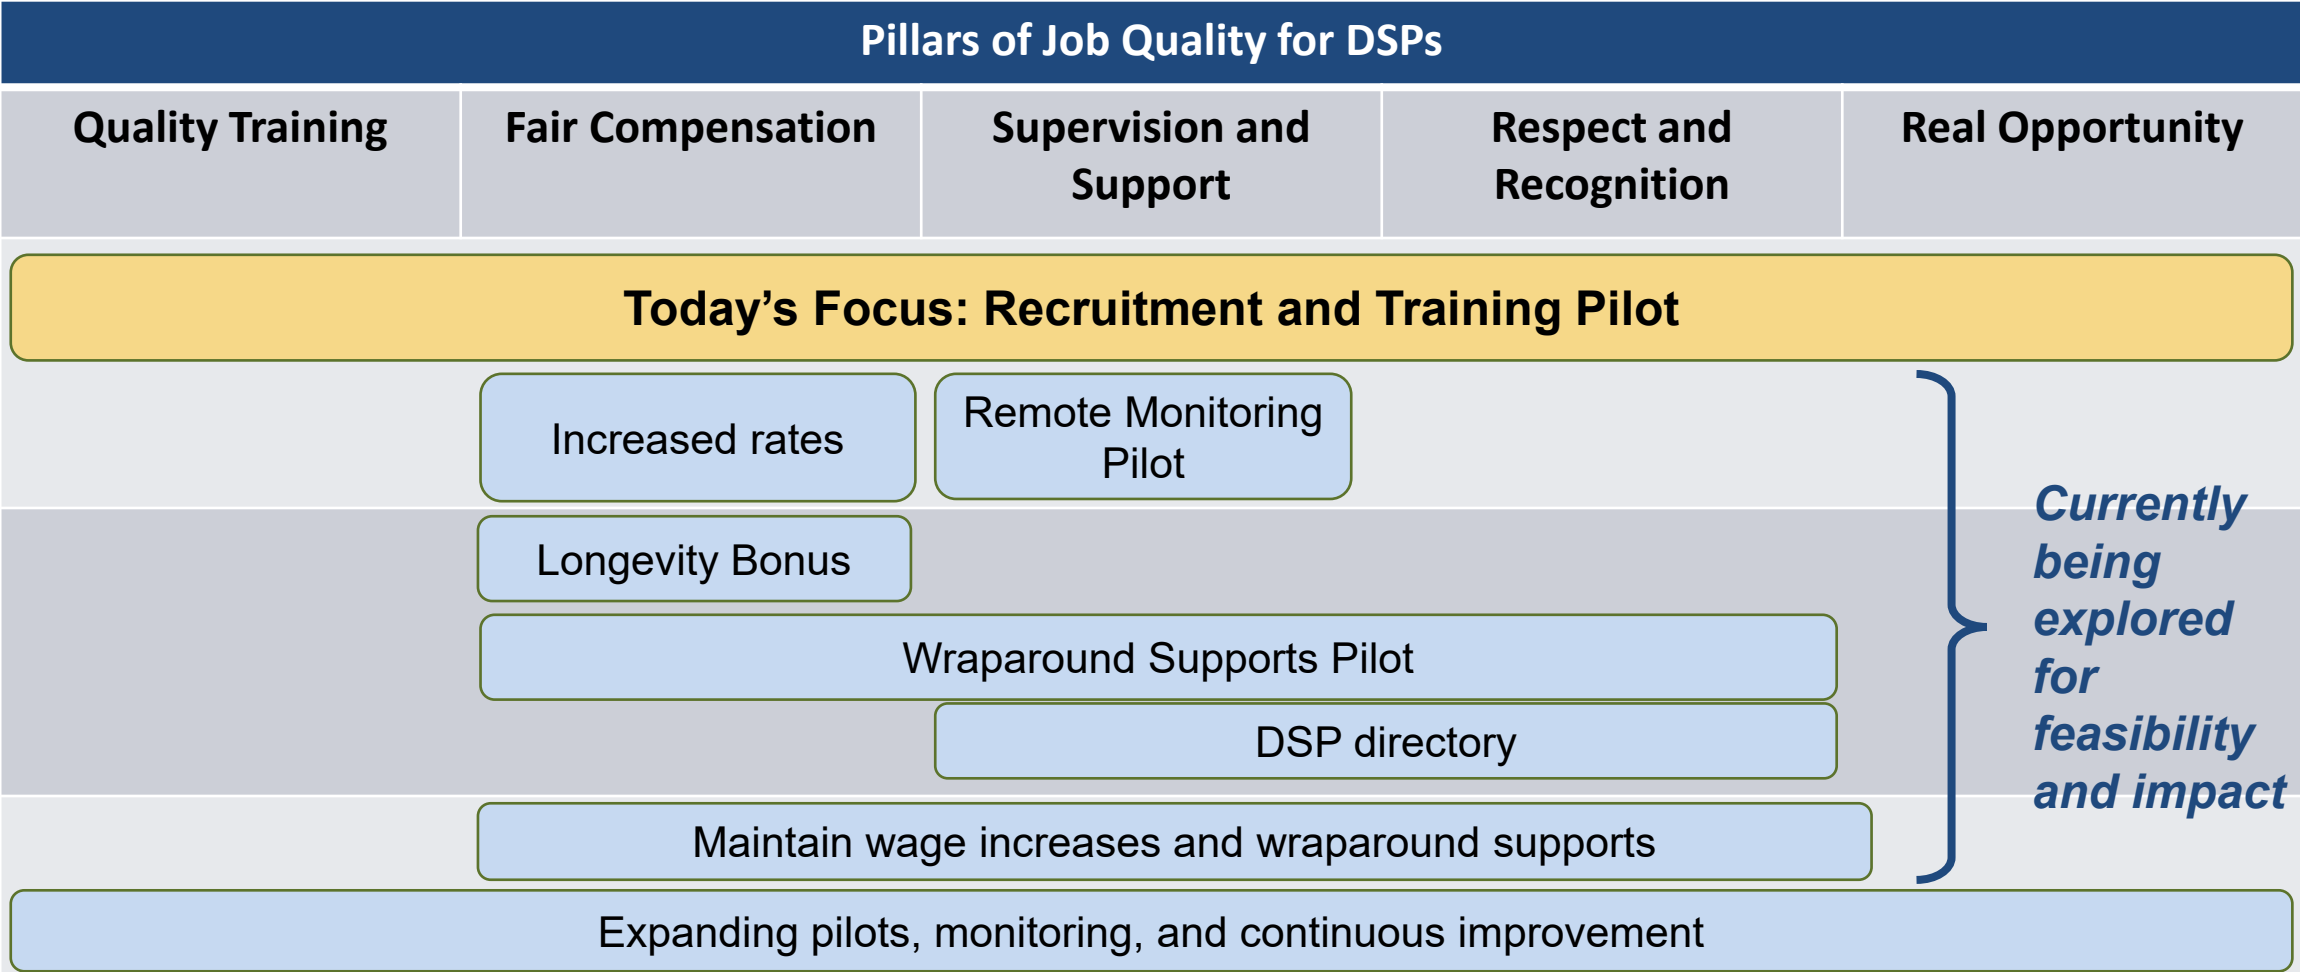 Pillars of Job Quality for DSPs
Quality Training
Fair Compensation
Supervision and
Support
Respect and
Recognition
Real Opportunity
Today’s Focus: Recruitment and Training Pilot
Increased rates
Remote Monitoring
Pilot
Longevity Bonus
Wraparound Supports Pilot
DSP directory
Maintain wage increases and wraparound supports
Currently
being
explored
for
feasibility
and impact
Expanding pilots, monitoring, and continuous improvement